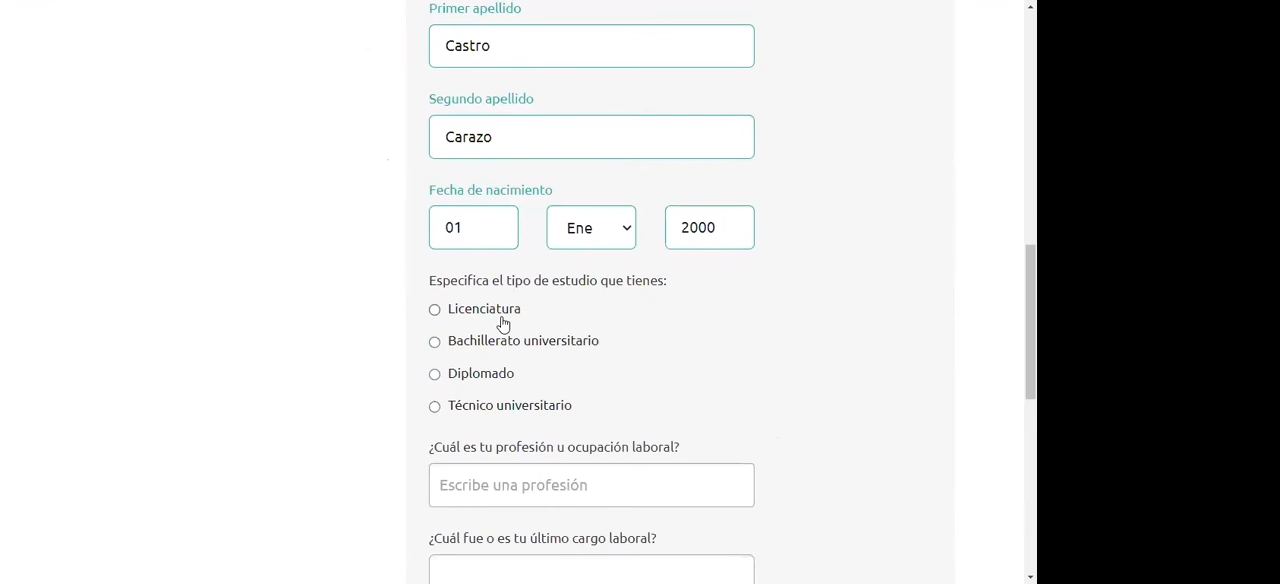 Primer apellido
Castro
Segundo apellido
Carazo
Fecha de nacimiento
01 Ene 2000
Especifica el tipo de estudio que tienes:
Licenciatura
Bachillerato universitario
Diplomado
Técnico universitario
¿Cuál es tu profesión u ocupación laboral?
Escribe una profesión
¿Cuál fue o es tu último cargo laboral?